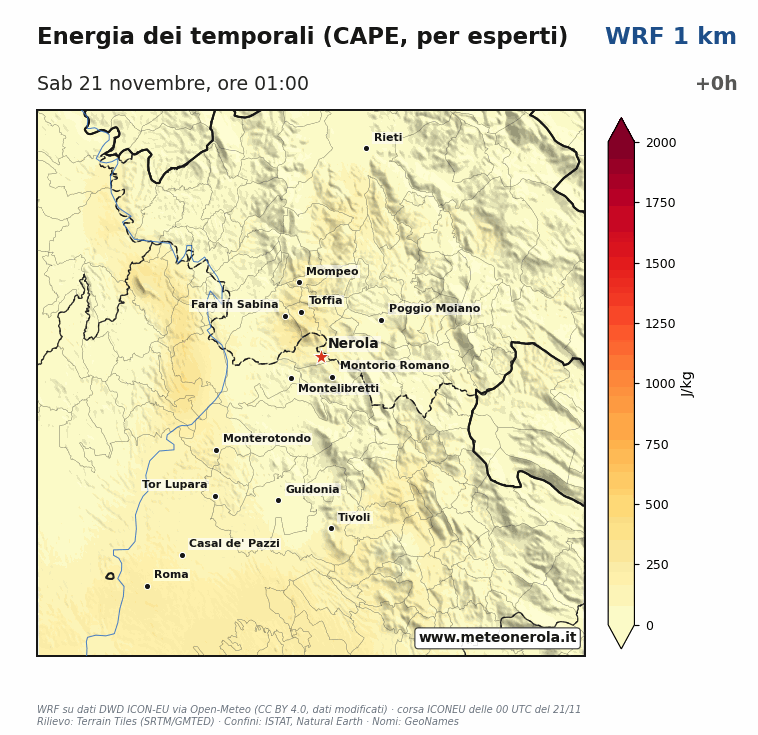 Energia dei temporali (CAPE, per esperti) WRF 1 km
Sab 21 novembre, ore 01:00 +0h
Rieti
Mompeo
Toffia
Fara in Sabina
Poggio Moiano
Nerola
Montorio Romano
Montelibretti
Monterotondo
Tor Lupara
Guidonia
Tivoli
Casal de' Pazzi
Roma
www.meteonerola.it
2000
1750
1500
1250
1000
750
500
250
0
J/kg
WRF su dati DWD ICON-EU via Open-Meteo (CC BY 4.0, dati modificati) · corsa ICONEU delle 00 UTC del 21/11
Rilievo: Terrain Tiles (SRTM/GMTED) · Confini: ISTAT, Natural Earth · Nomi: GeoNames